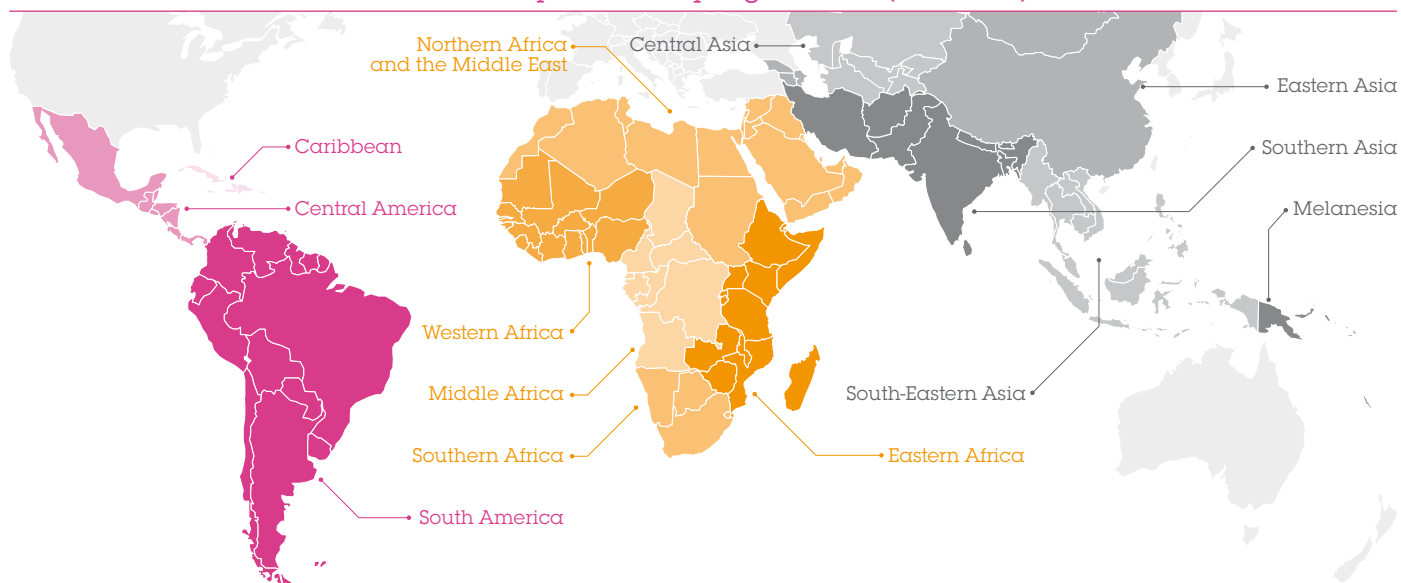 Northern Africa
and the Middle East
Central Asia
Eastern Asia
Caribbean
Southern Asia
Central America
Melanesia
Western Africa
Middle Africa
South-Eastern Asia
Southern Africa
Eastern Africa
South America